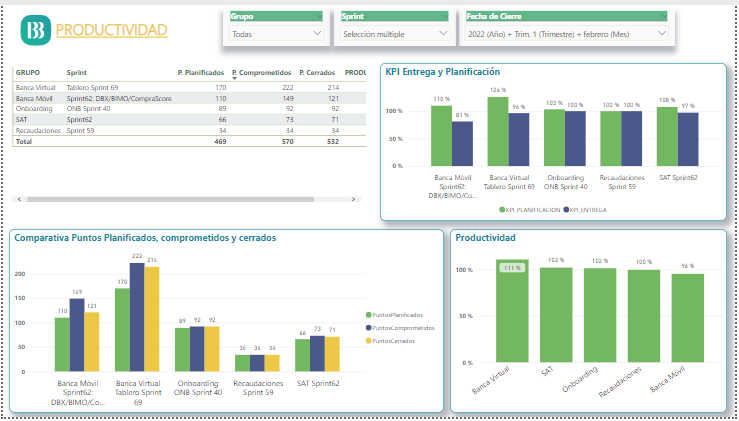 PRODUCTIVIDAD
Grupo
Todas
Sprint
Selección múltiple
Fecha de Cierre
2022 (Año) + Trim. 1 (Trimestre) + febrero (Mes)
GRUPO Sprint P. Planificados P. Comprometidos P. Cerrados PRODU
Banca Virtual Tablero Sprint 69 170 222 214
Banca Móvil Sprint62: DBX/BIMO/CompraScore 110 149 121
Onboarding ONB Sprint 40 89 92 92
SAT Sprint62 66 73 71
Recaudaciones Sprint 59 34 34 34
Total 469 570 532
KPI Entrega y Planificación
100 %
50 %
0 %
110 % 81 % 126 % 96 % 103 % 100 % 100 % 100 % 108 % 97 %
Banca Móvil Sprint62: DBX/BIMO/Co...
Banca Virtual Tablero Sprint 69
Onboarding ONB Sprint 40
Recaudaciones Sprint 59
SAT Sprint62
KPI_PLANIFICACION KPI_ENTREGA
Comparativa Puntos Planificados, comprometidos y cerrados
200
150
100
50
0
110 149 121 170 222 214 89 92 92 34 34 34 66 73 71
Banca Móvil Sprint62: DBX/BIMO/Co...
Banca Virtual Tablero Sprint 69
Onboarding ONB Sprint 40
Recaudaciones Sprint 59
SAT Sprint62
PuntosPlanificados
PuntosComprometidos
PuntosCerrados
Productividad
100 %
50 %
0 %
111 % 102 % 102 % 100 % 96 %
Banca Virtual
SAT
Onboarding
Recaudaciones
Banca Móvil